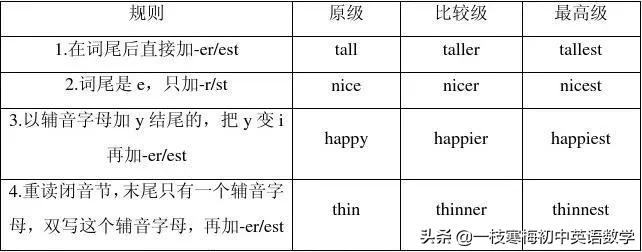 规则 原级 比较级 最高级
1.在词尾后直接加-er/est tall taller tallest
2.词尾是 e，只加-r/st nice nicer nicest
3.以辅音字母加 y 结尾的，把 y 变 i
再加-er/est happy happier happiest
4.重读闭音节，末尾只有一个辅音字
母，双写这个辅音字母，再加-er/est thin thinner thinnest
头条 @一枝寒梅初中英语数学